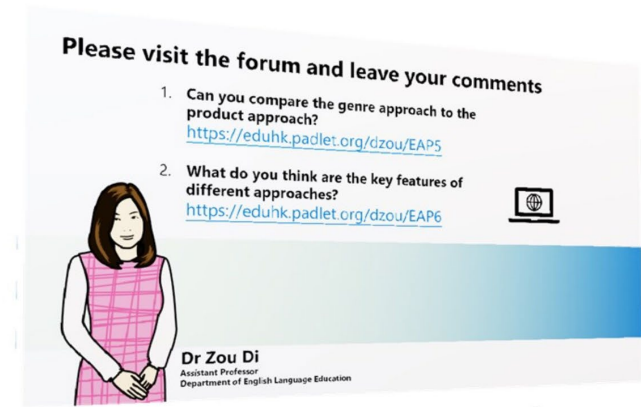 Please visit the forum and leave your comments
1. Can you compare the genre approach to the
product approach?
https://eduhk.padlet.org/dzou/EAP5
2. What do you think are the key features of
different approaches?
https://eduhk.padlet.org/dzou/EAP6
Dr Zou Di
Assistant Professor
Department of English Language Education